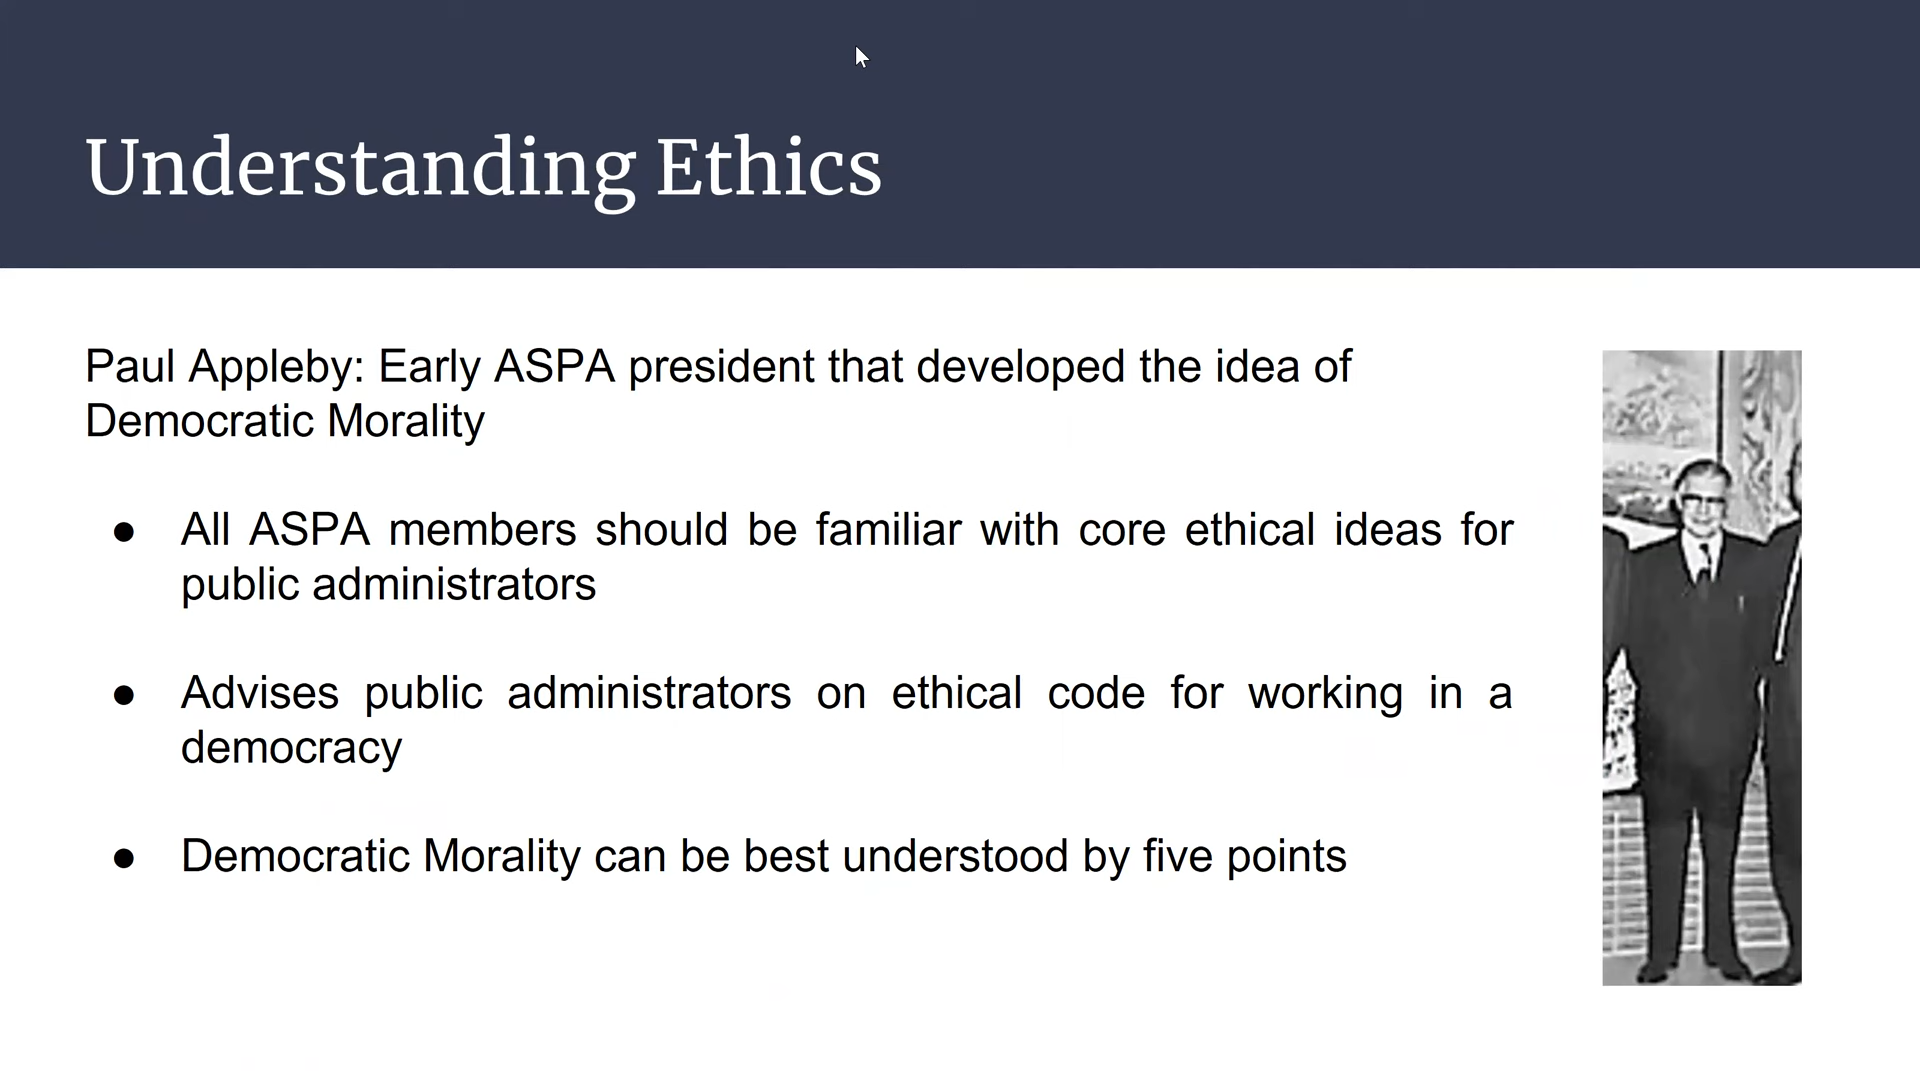 Understanding Ethics
Paul Appleby: Early ASPA president that developed the idea of
Democratic Morality
● All ASPA members should be familiar with core ethical ideas for
public administrators
● Advises public administrators on ethical code for working in a
democracy
● Democratic Morality can be best understood by five points